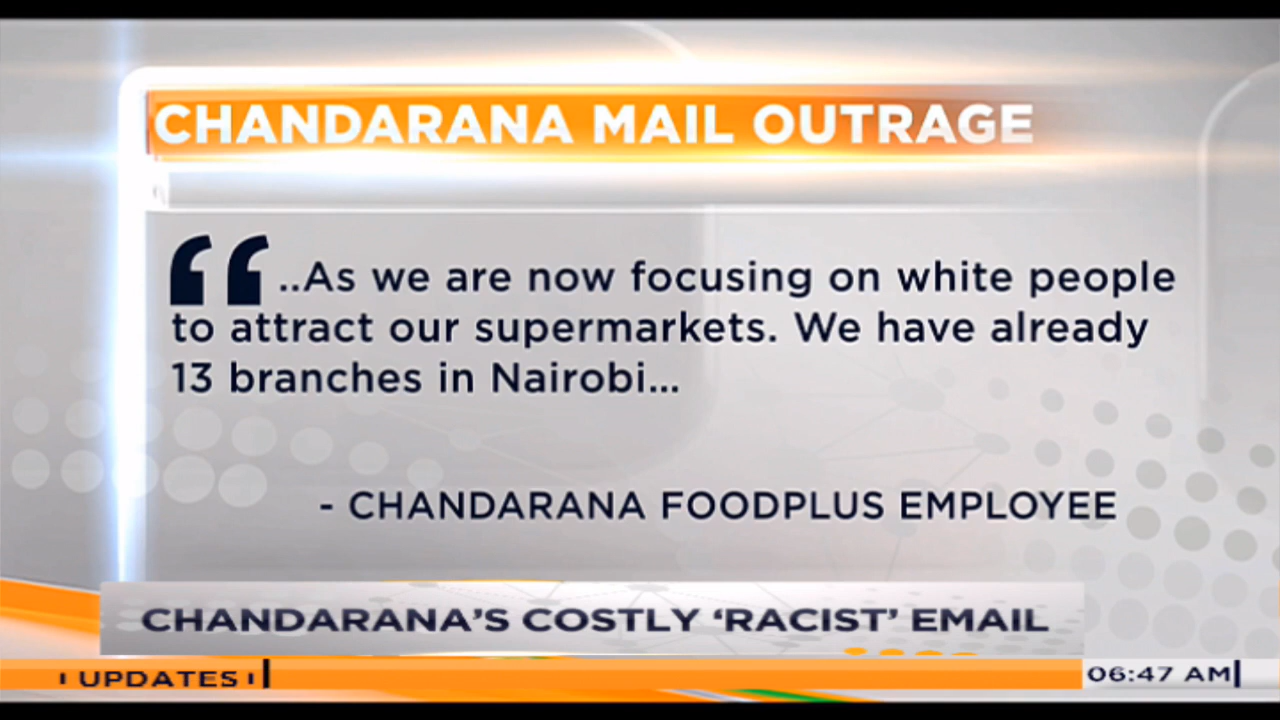 CHANDARANA MAIL OUTRAGE
“..As we are now focusing on white people
to attract our supermarkets. We have already
13 branches in Nairobi...
- CHANDARANA FOODPLUS EMPLOYEE
CHANDARANA'S COSTLY ‘RACIST’ EMAIL
UPDATES
06:47 AM